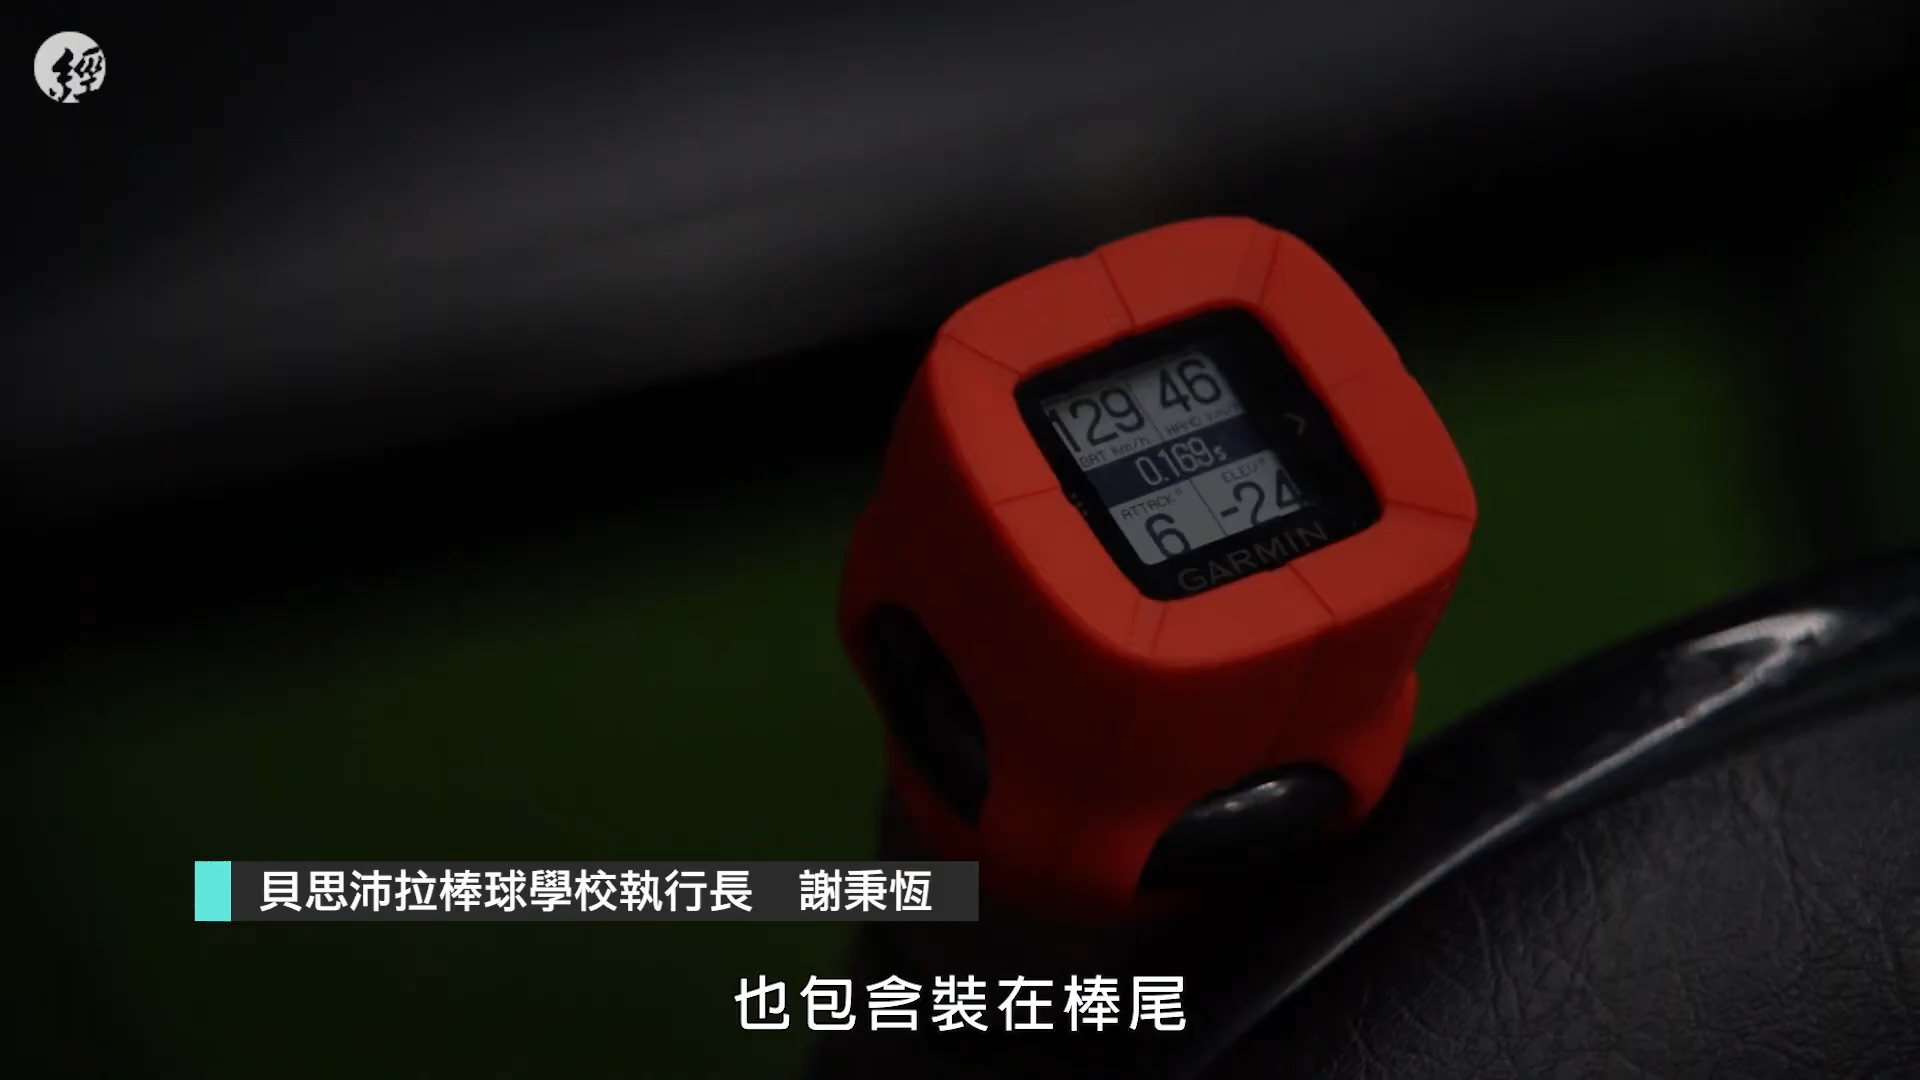 經
129 46
BAT km/h HAND km/h
0.169s
ATTACK° ELEV°
6 -24
GARMIN
貝思沛拉棒球學校執行長 謝秉恆
也包含裝在棒尾